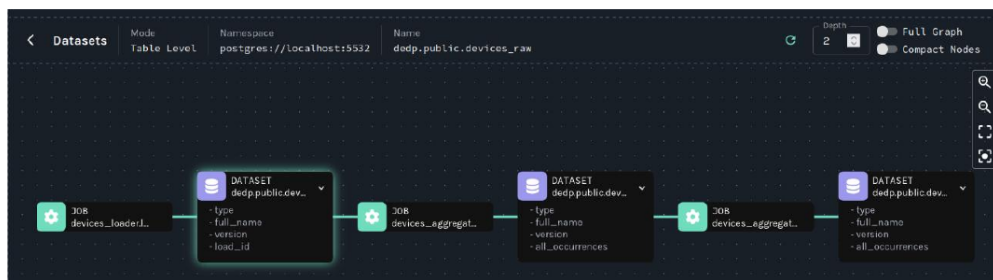 Datasets
Mode
Table Level
Namespace
postgres://localhost:5532
Name
dedp.public.devices_raw
Depth
2
Full Graph
Compact Nodes
JOB
devices_loader.l...
DATASET
dedp.public.dev...
- type
- full_name
- version
- load_id
JOB
devices_aggregat...
DATASET
dedp.public.dev...
- type
- full_name
- version
- all_occurrences
JOB
devices_aggregat...
DATASET
dedp.public.dev...
- type
- full_name
- version
- all_occurrences